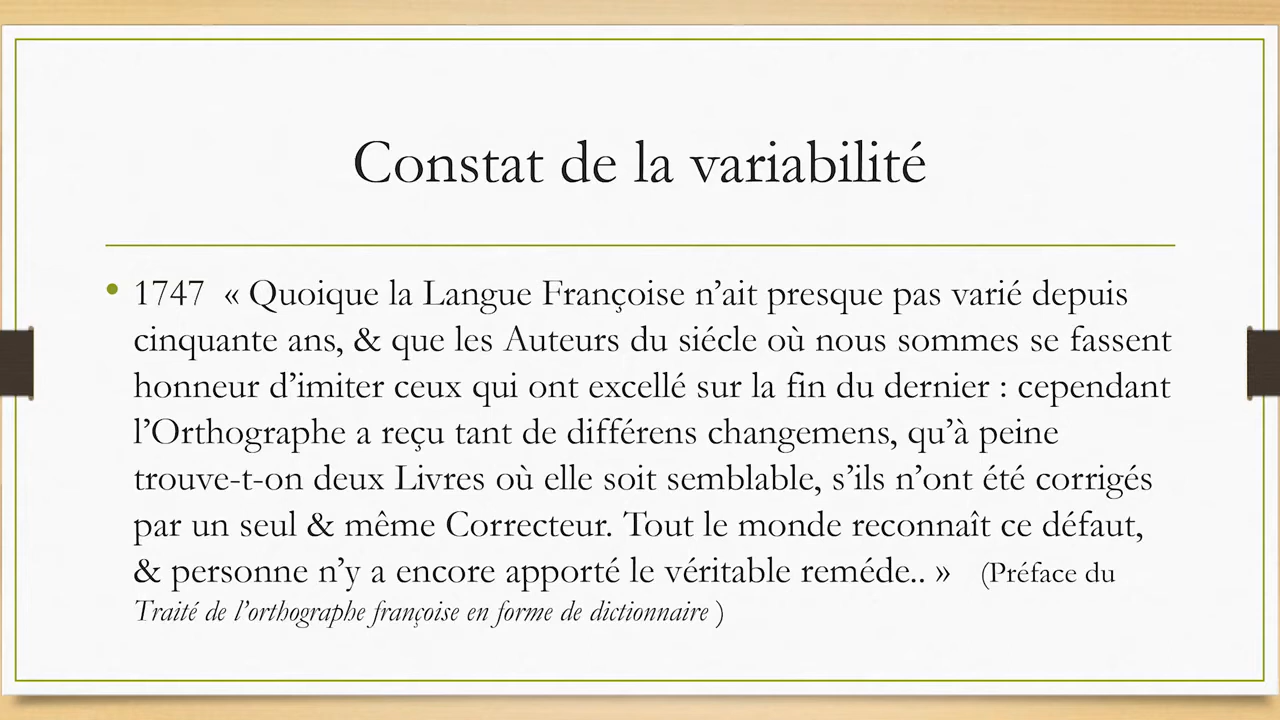 Constat de la variabilité
• 1747 « Quoique la Langue Françoise n’ait presque pas varié depuis
cinquante ans, & que les Auteurs du siécle où nous sommes se fassent
honneur d’imiter ceux qui ont excellé sur la fin du dernier : cependant
l’Orthographe a reçu tant de différens changemens, qu’à peine
trouve-t-on deux Livres où elle soit semblable, s’ils n’ont été corrigés
par un seul & même Correcteur. Tout le monde reconnaît ce défaut,
& personne n’y a encore apporté le véritable reméde.. » (Préface du
Traité de l’orthographe françoise en forme de dictionnaire )